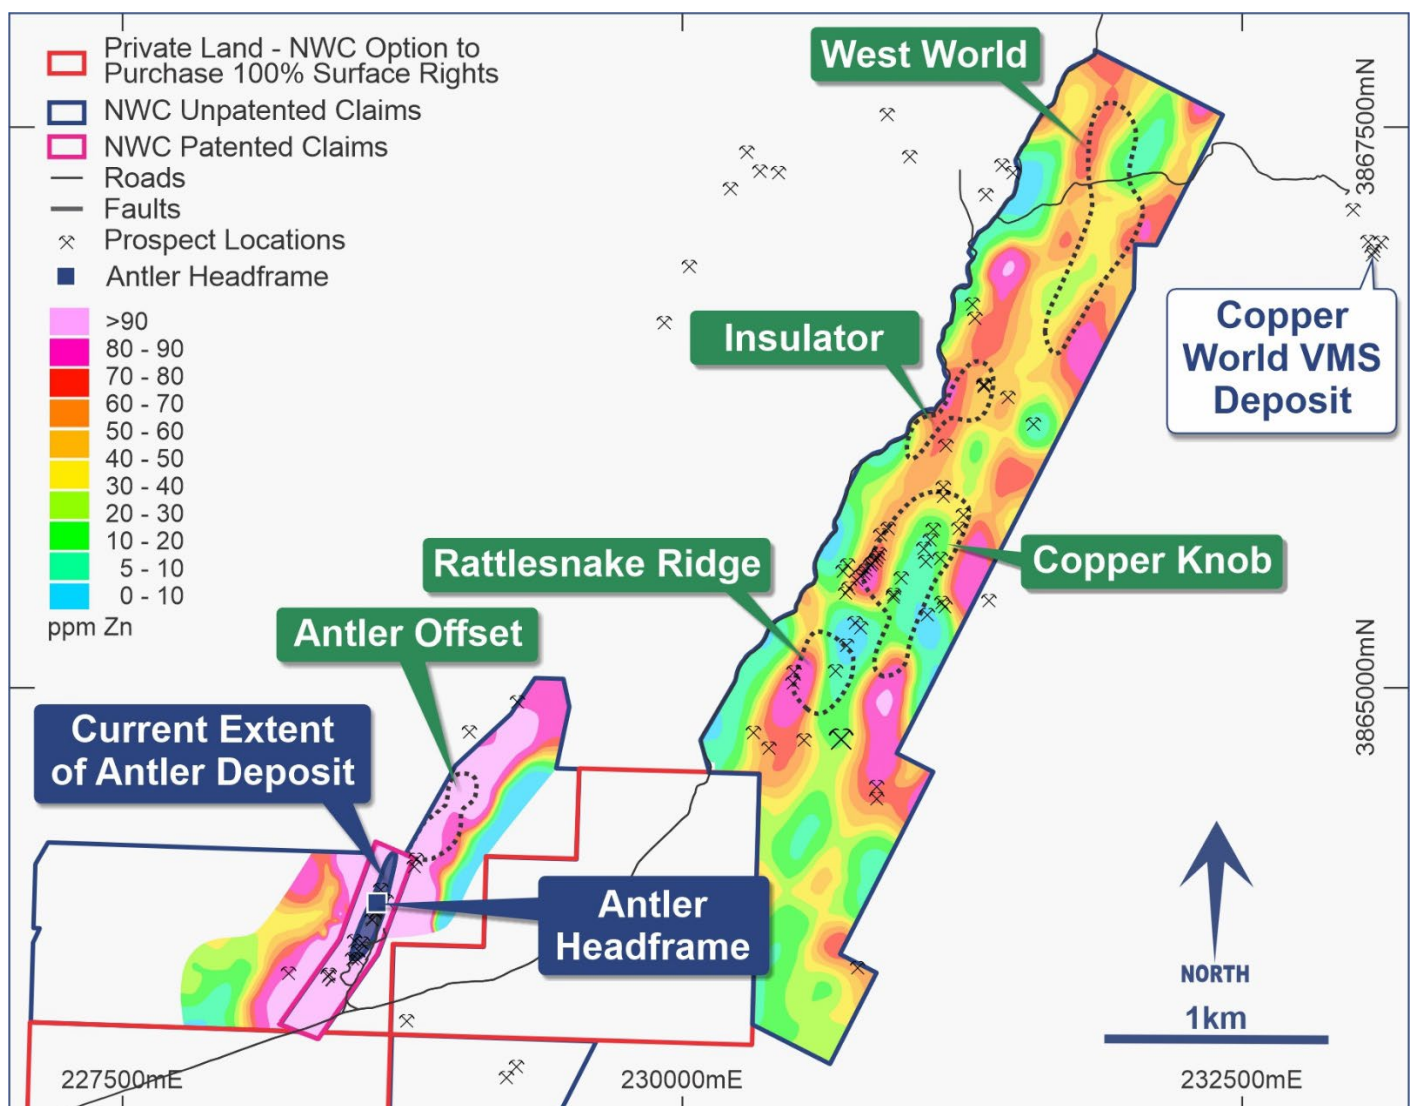 Private Land - NWC Option to
Purchase 100% Surface Rights
NWC Unpatented Claims
NWC Patented Claims
Roads
Faults
Prospect Locations
Antler Headframe
>90
80 - 90
70 - 80
60 - 70
50 - 60
40 - 50
30 - 40
20 - 30
10 - 20
5 - 10
0 - 10
ppm Zn
West World
3867500mN
Copper
World VMS
Deposit
Insulator
Rattlesnake Ridge
Copper Knob
Antler Offset
3865000mN
Current Extent
of Antler Deposit
Antler
Headframe
NORTH
1km
227500mE
230000mE
232500mE